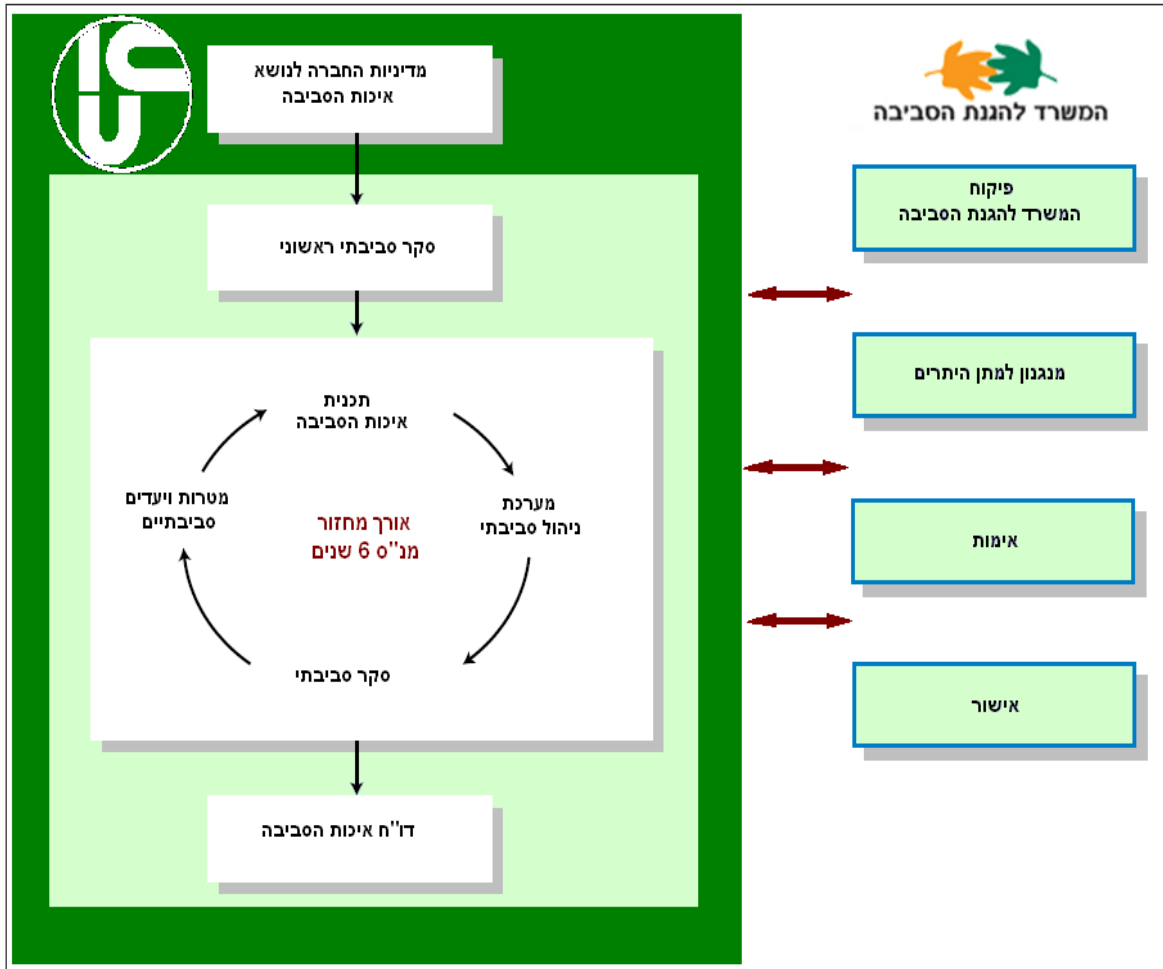 מדיניות החברה לנושא
איכות הסביבה
סקר סביבתי ראשוני
תכנית
איכות הסביבה
מערכת
ניהול סביבתי
סקר סביבתי
מטרות ויעדים
סביבתיים
אורך מחזור
מנ"ס 6 שנים
דו"ח איכות הסביבה
המשרד להגנת הסביבה
פיקוח
המשרד להגנת הסביבה
מנגנון למתן היתרים
אימות
אישור